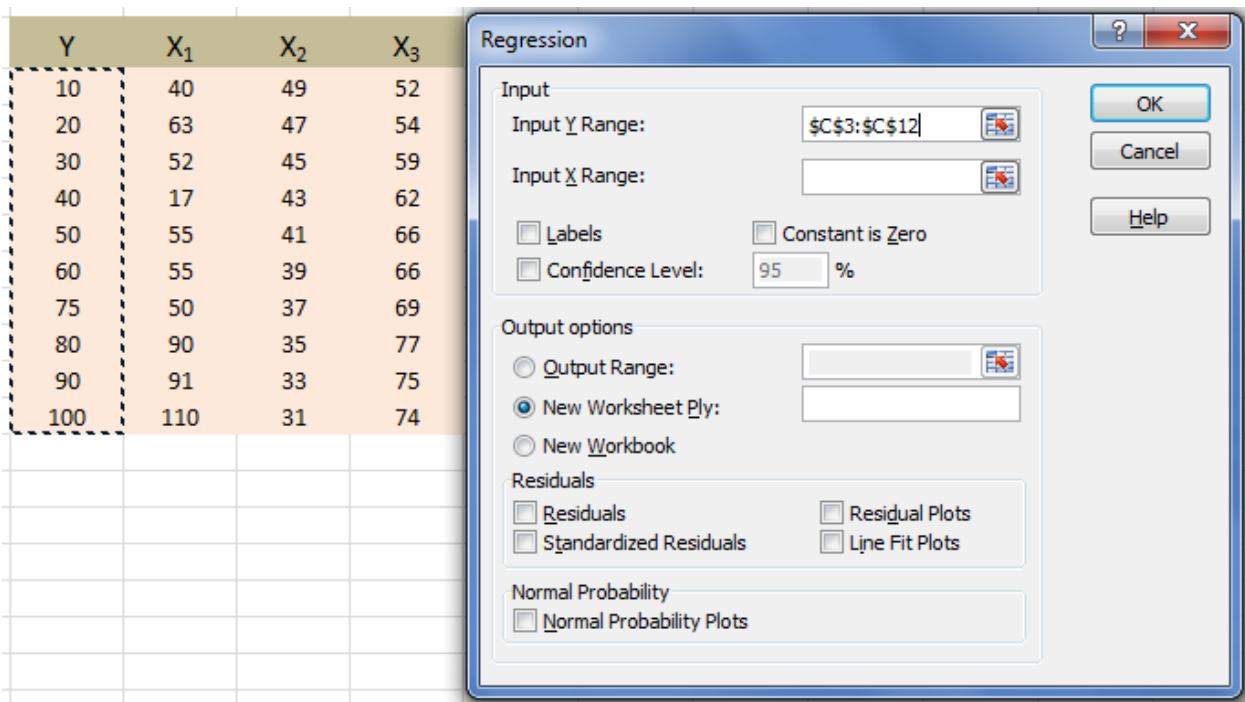 Y X₁ X₂ X₃
10 40 49 52
20 63 47 54
30 52 45 59
40 17 43 62
50 55 41 66
60 55 39 66
75 50 37 69
80 90 35 77
90 91 33 75
100 110 31 74
Regression
?
X
Input
Input Y Range: $C$3:$C$12
Input X Range:
Labels Constant is Zero
Confidence Level: 95 %
OK
Cancel
Help
Output options
Output Range:
New Worksheet Ply:
New Workbook
Residuals
Residuals Residual Plots
Standardized Residuals Line Fit Plots
Normal Probability
Normal Probability Plots